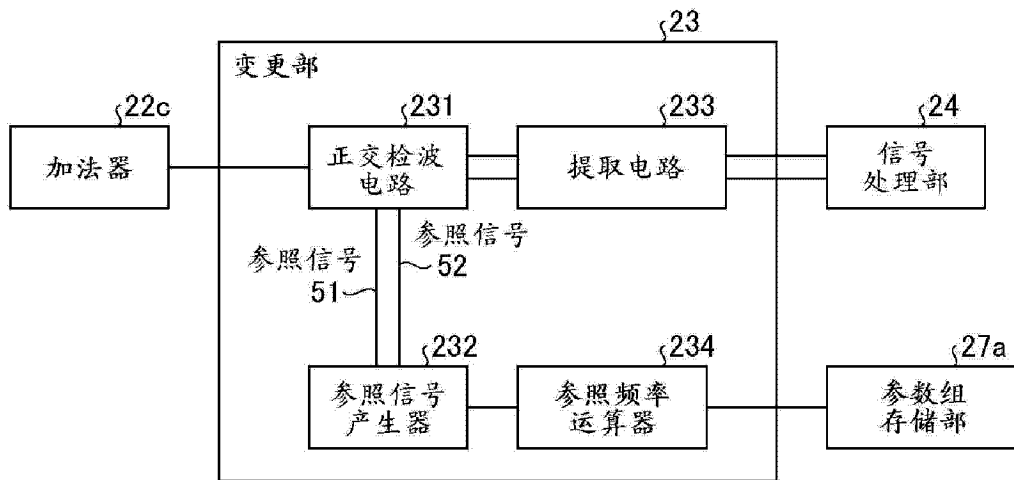 23
变更部
22c
加法器
231
正交检波
电路
233
提取电路
24
信号
处理部
参照信号
52
参照信号
51
232
参照信号
产生器
234
参照频率
运算器
27a
参数组
存储部